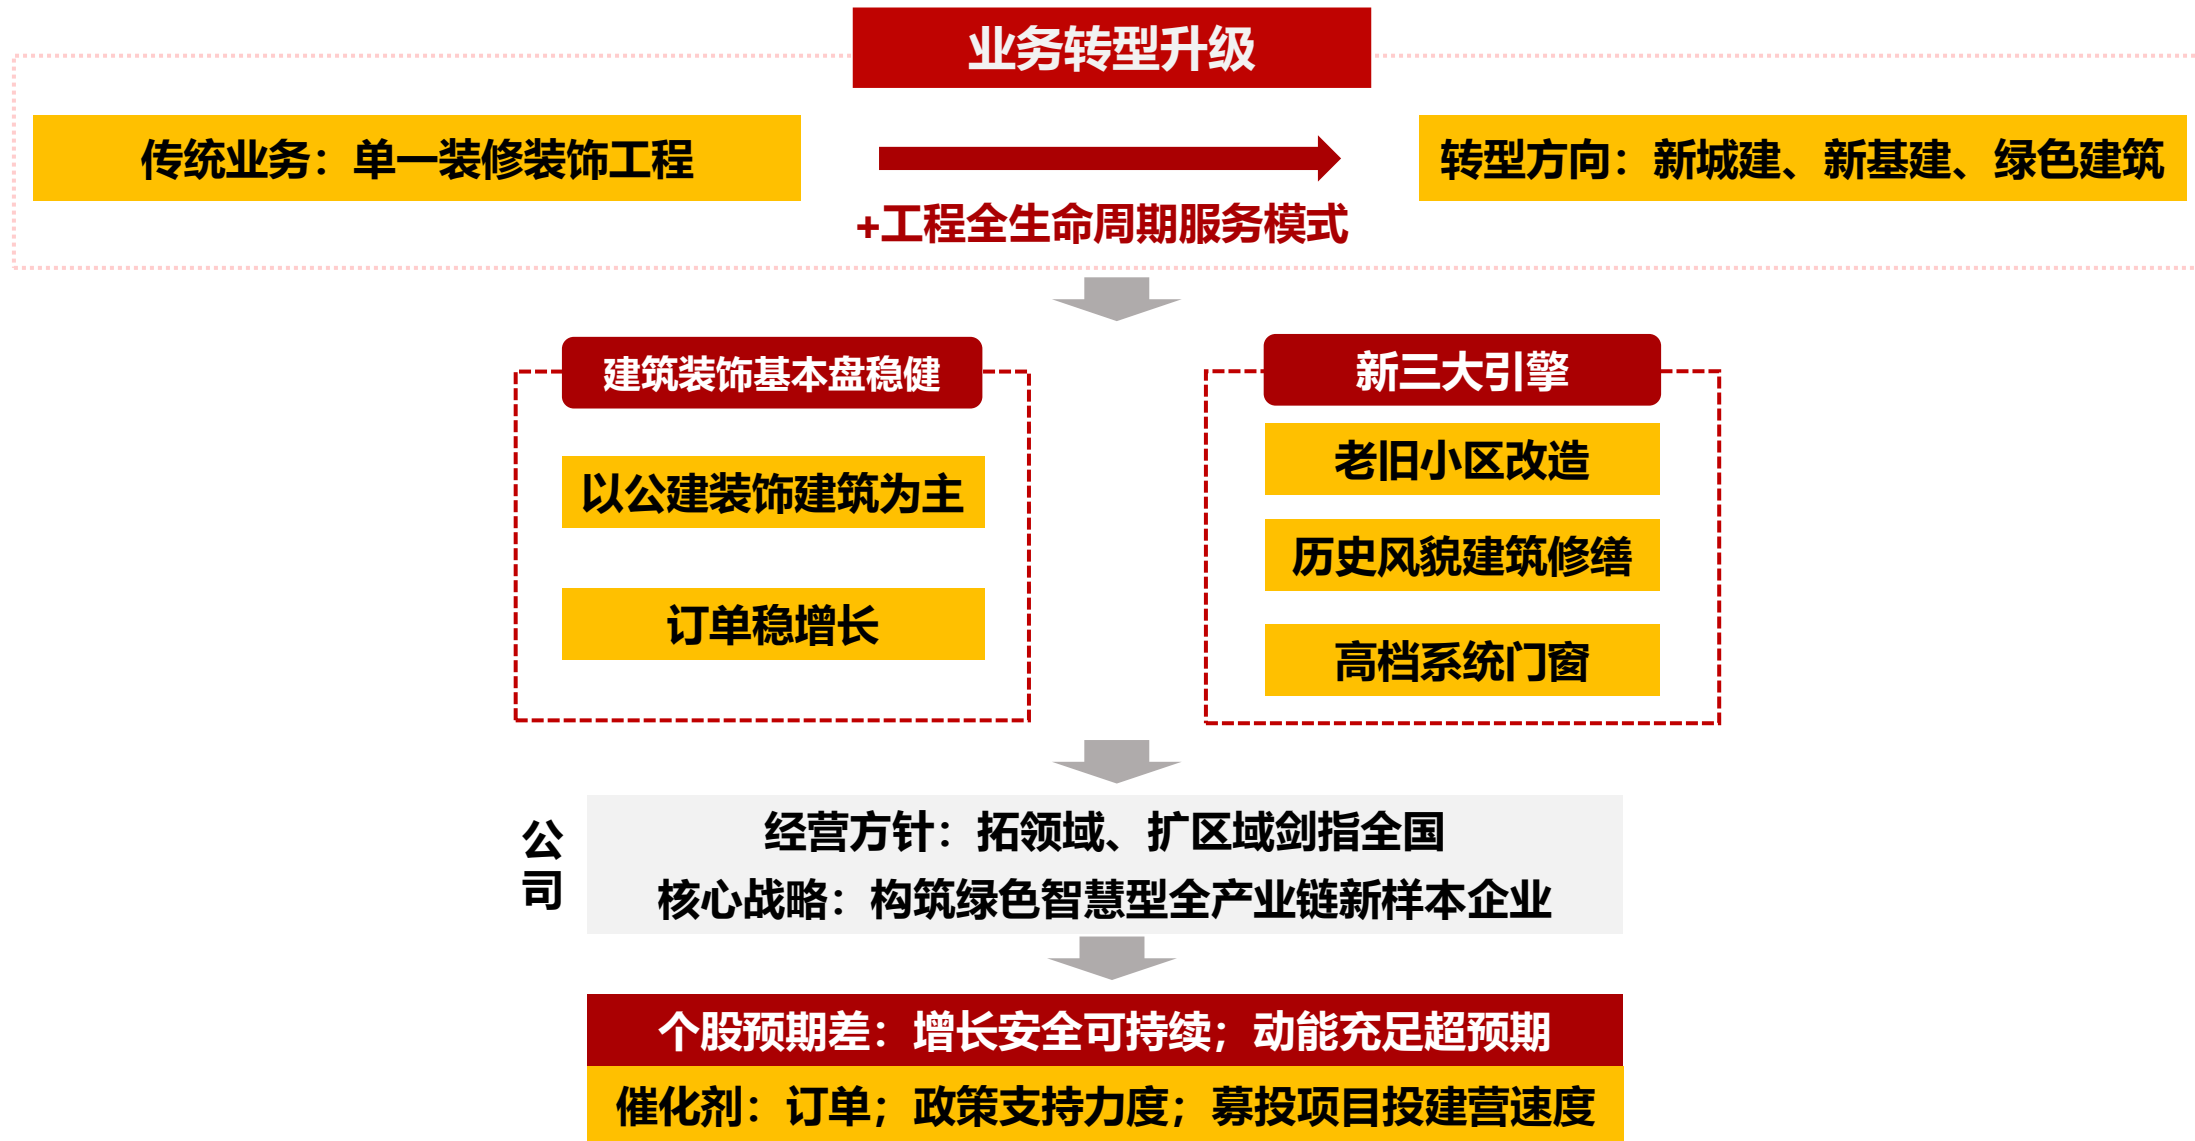 业务转型升级
传统业务：单一装修装饰工程
转型方向：新城建、新基建、绿色建筑
+工程全生命周期服务模式
建筑装饰基本盘稳健
以公建装饰建筑为主
订单稳增长
新三大引擎
老旧小区改造
历史风貌建筑修缮
高档系统门窗
公
司
经营方针：拓领域、扩区域剑指全国
核心战略：构筑绿色智慧型全产业链新样本企业
个股预期差：增长安全可持续；动能充足超预期
催化剂：订单；政策支持力度；募投项目投建营速度